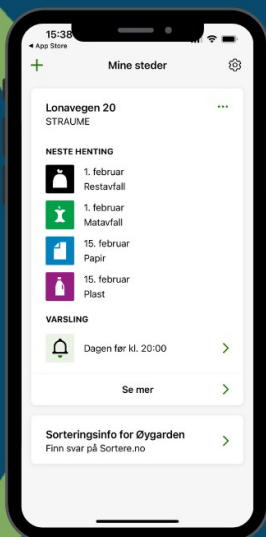 15:38
◄ App Store
Mine steder
Lonavegen 20
STRAUME
NESTE HENTING
1. februar
Restavfall
1. februar
Matavfall
15. februar
Papir
15. februar
Plast
VARSLING
Dagen før kl. 20:00
Se mer
Sorteringsinfo for Øygarden
Finn svar på Sortere.no